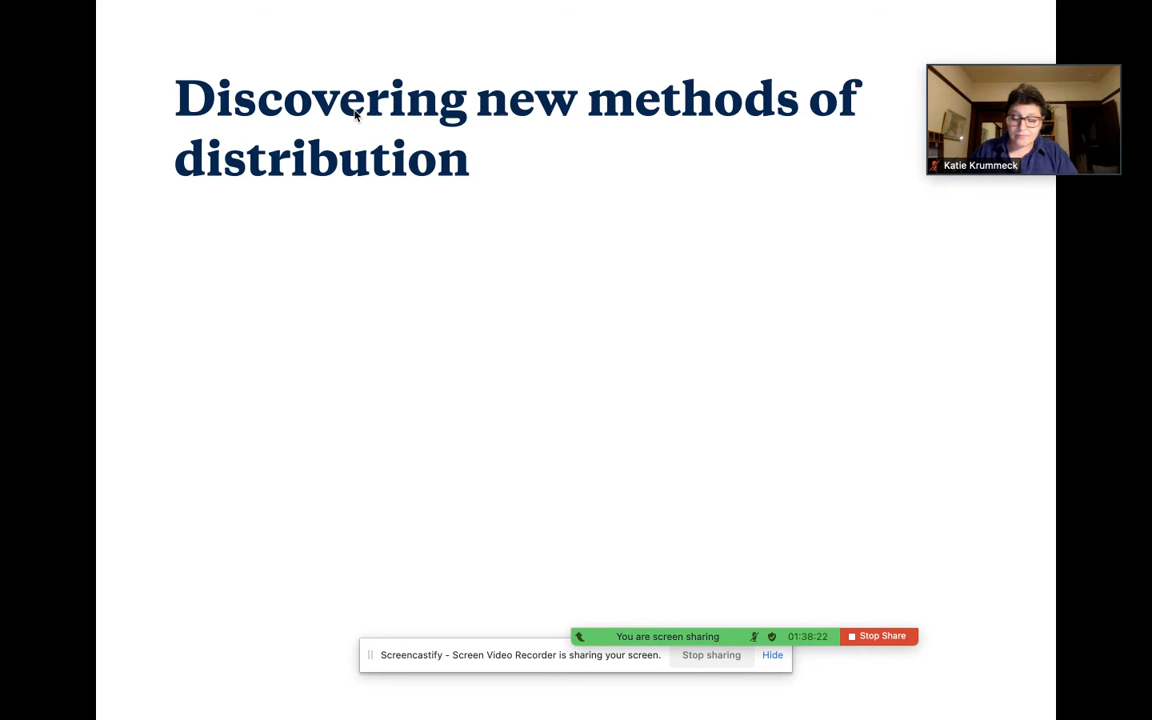 Discovering new methods of
distribution
Katie Krummeck
You are screen sharing
01:38:22
Stop Share
Screencastify - Screen Video Recorder is sharing your screen.
Stop sharing
Hide